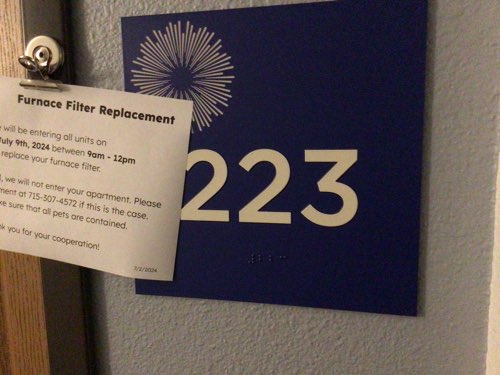 Furnace Filter Replacement
will be entering all units on
July 9th, 2024 between 9am - 12pm
replace your furnace filter.
, we will not enter your apartment. Please
at 715-307-4572 if this is the case.
sure that all pets are contained.
you for your cooperation!
7/2/2024
223